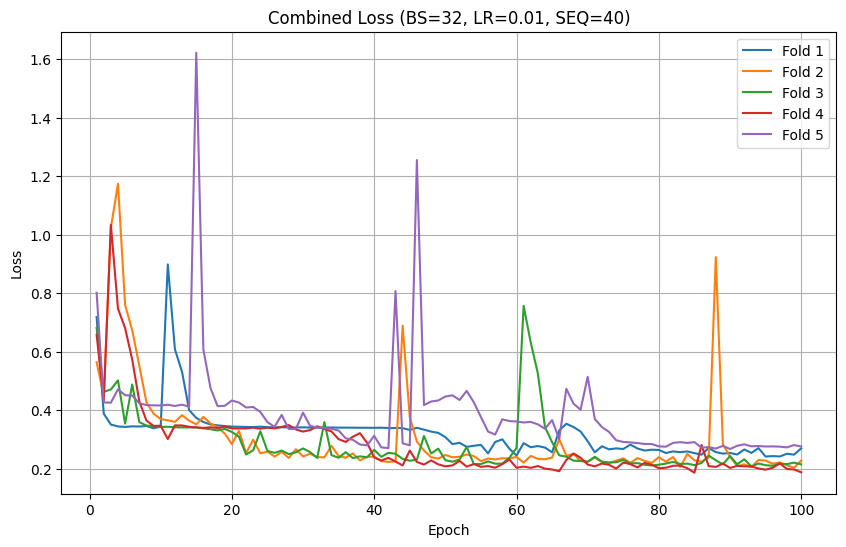 Combined Loss (BS=32, LR=0.01, SEQ=40)
Fold 1
Fold 2
Fold 3
Fold 4
Fold 5
1.6
1.4
1.2
1.0
0.8
0.6
0.4
0.2
Loss
0 20 40 60 80 100
Epoch